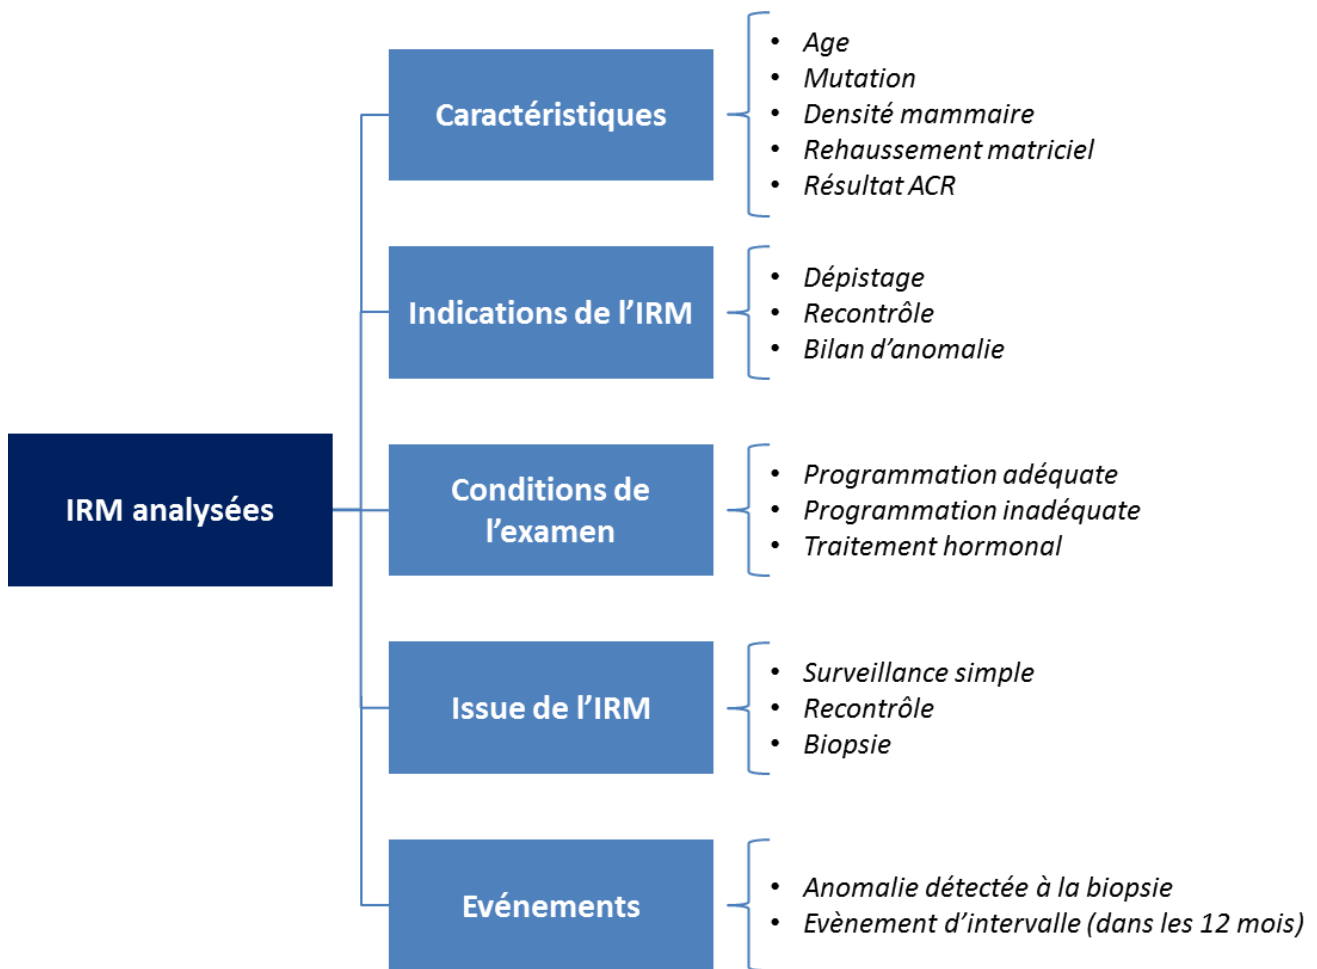 Caractéristiques
• Age
• Mutation
• Densité mammaire
• Rehaussement matriciel
• Résultat ACR
Indications de l’IRM
• Dépistage
• Recontrôle
• Bilan d’anomalie
IRM analysées
Conditions de
l’examen
• Programmation adéquate
• Programmation inadéquate
• Traitement hormonal
Issue de l’IRM
• Surveillance simple
• Recontrôle
• Biopsie
Evénements
• Anomalie détectée à la biopsie
• Evènement d’intervalle (dans les 12 mois)